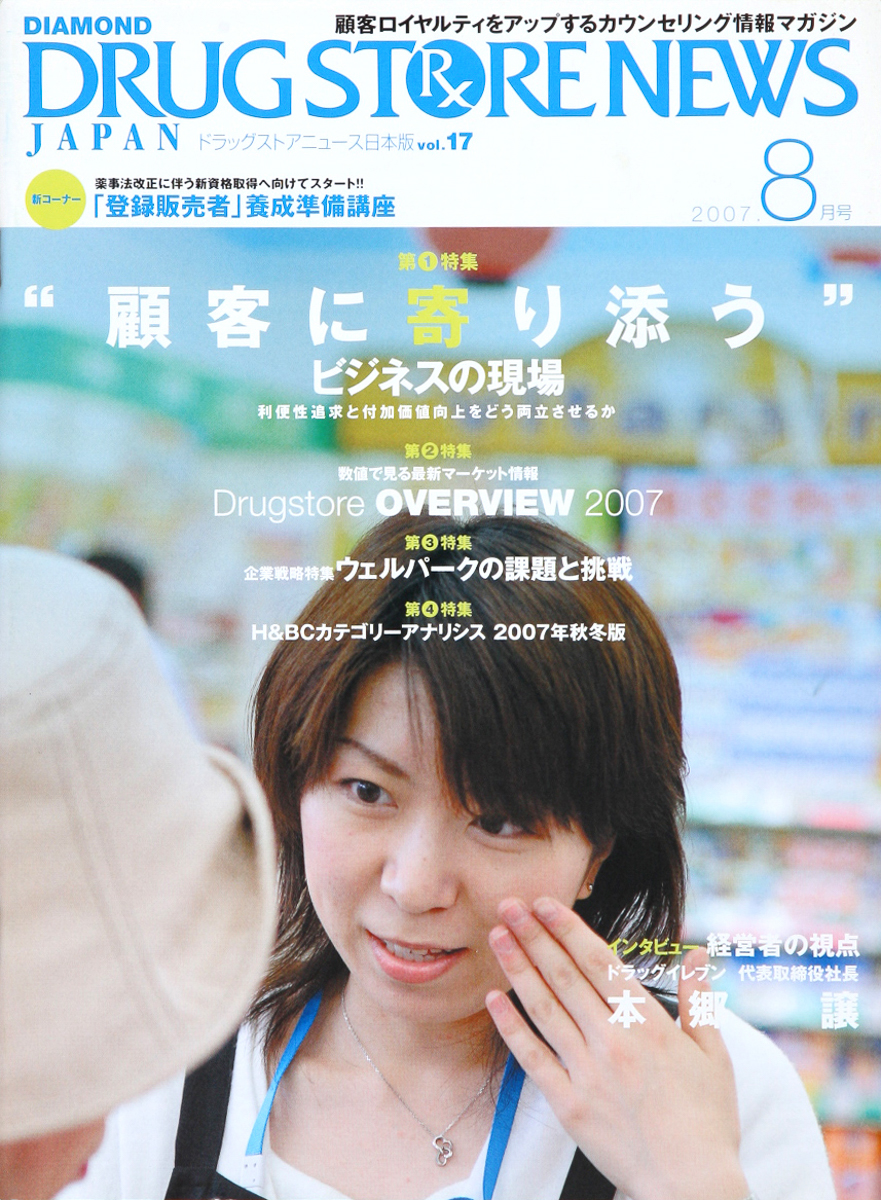 顧客ロイヤルティをアップするカウンセリング情報マガジン
DIAMOND
DRUG STORE NEWS
JAPAN ドラッグストアニュース日本版 vol.17
新コーナー
薬事法改正に伴う新資格取得へ向けてスタート!!
「登録販売者」養成準備講座
2007.8月号
第1特集
“顧客に寄り添う”
ビジネスの現場
利便性追求と付加価値向上をどう両立させるか
第2特集
数値で見る最新マーケット情報
Drugstore OVERVIEW 2007
第3特集
企業戦略特集 ウェルパークの課題と挑戦
第4特集
H&BCカテゴリーアナリシス 2007年秋冬版
インタビュー 経営者の視点
ドラッグイレブン 代表取締役社長
本郷 譲